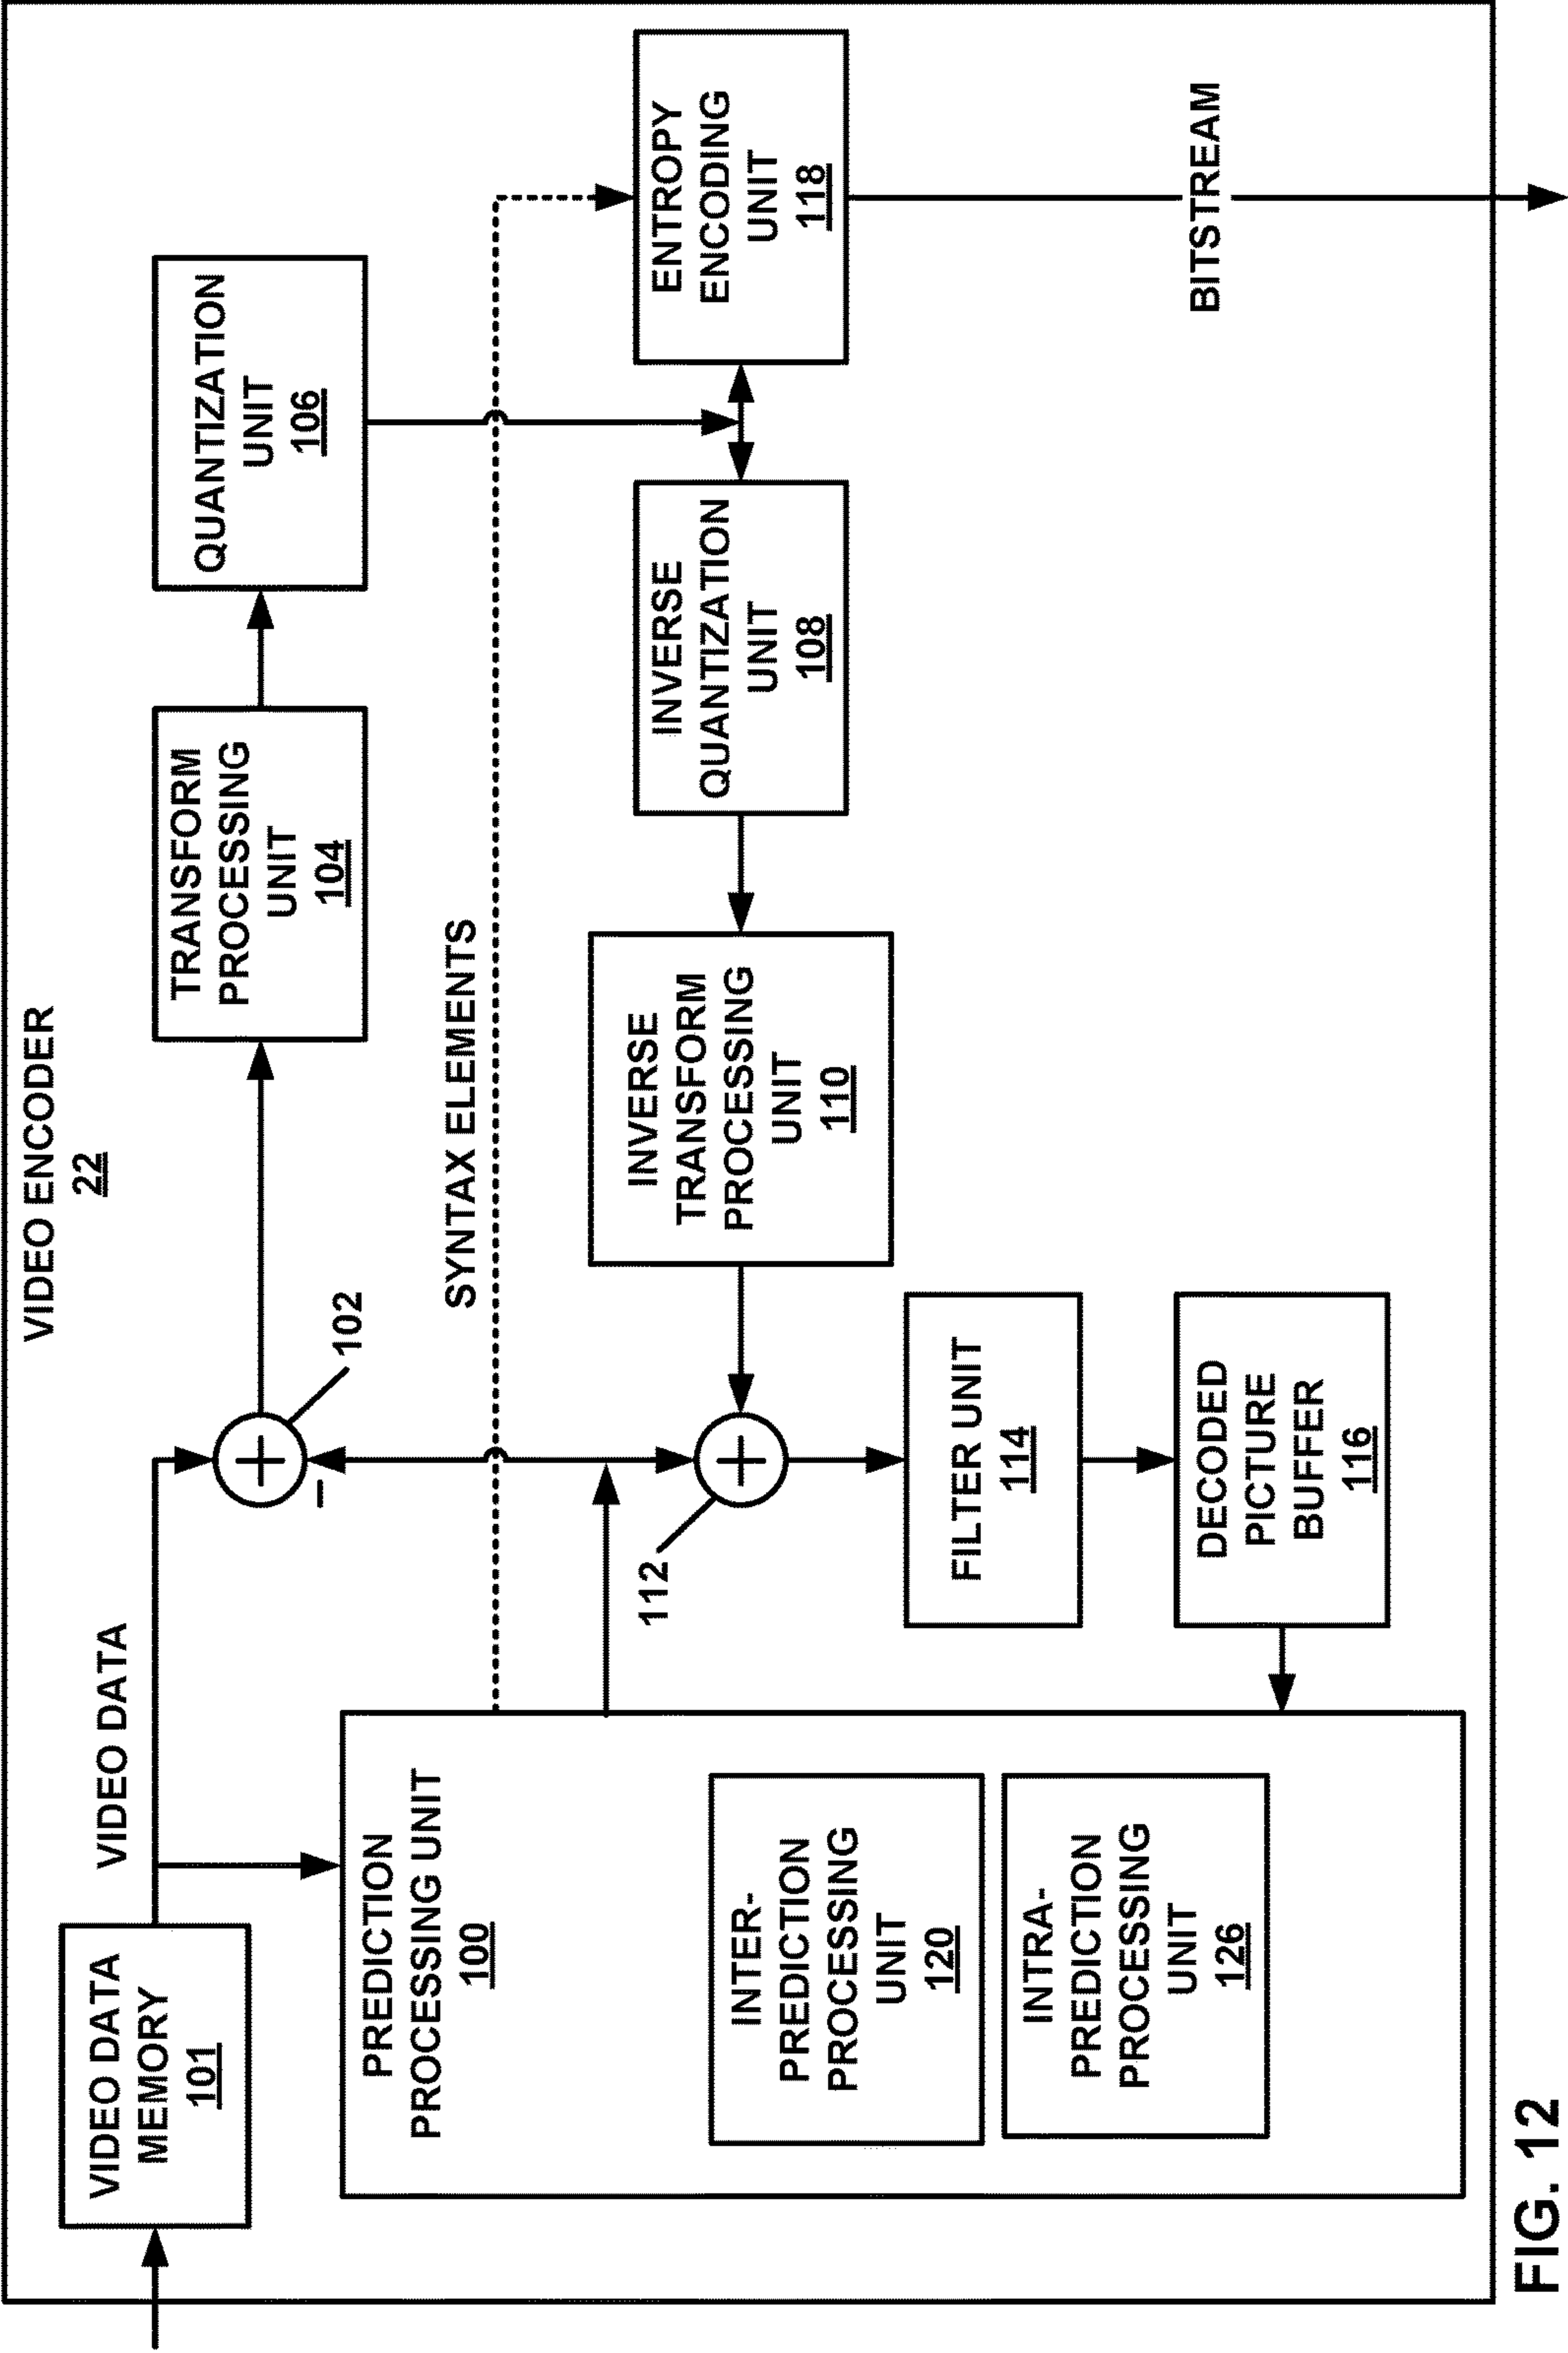 VIDEO ENCODER
22
VIDEO DATA
MEMORY
101
VIDEO DATA
102
–
TRANSFORM
PROCESSING
UNIT
104
QUANTIZATION
UNIT
106
SYNTAX ELEMENTS
PREDICTION
PROCESSING UNIT
100
INTER-
PREDICTION
PROCESSING
UNIT
120
INTRA-
PREDICTION
PROCESSING
UNIT
126
112
INVERSE
TRANSFORM
PROCESSING
UNIT
110
INVERSE
QUANTIZATION
UNIT
108
ENTROPY
ENCODING
UNIT
118
FILTER UNIT
114
DECODED
PICTURE
BUFFER
116
BITSTREAM
FIG. 12